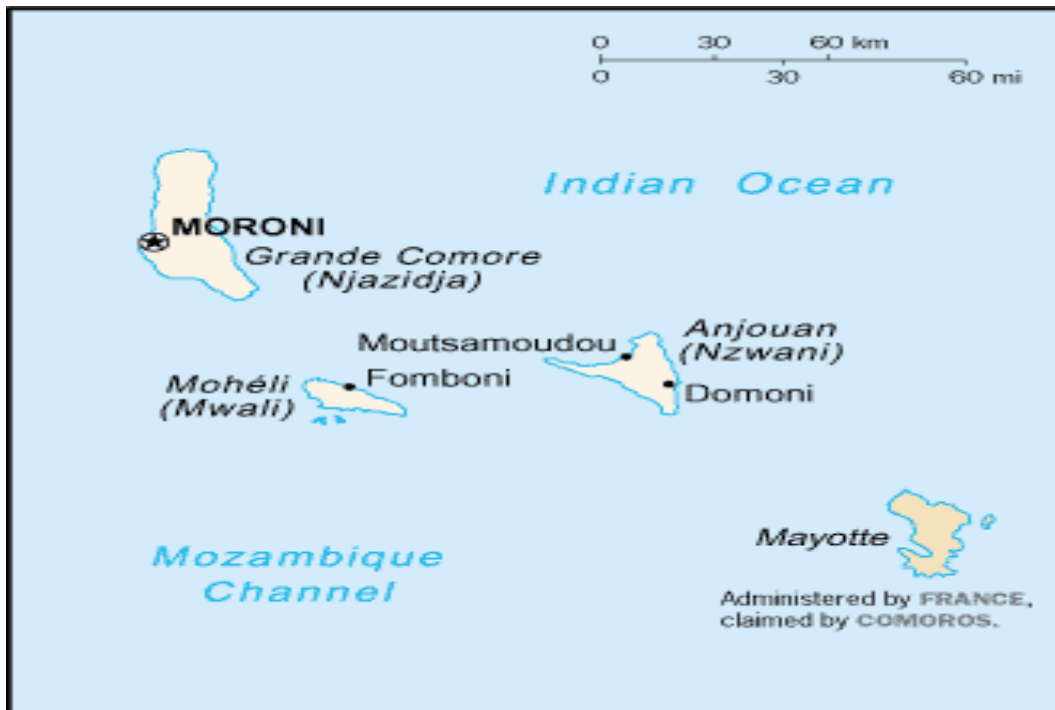 0 30 60 km
0 30 60 mi
Indian Ocean
MORONI
Grande Comore
(Njazidja)
Anjouan
(Nzwani)
Moutsamoudou
Domoni
Mohéli
(Mwali)
Fomboni
Mayotte
Mozambique
Channel
Administered by FRANCE,
claimed by COMOROS.